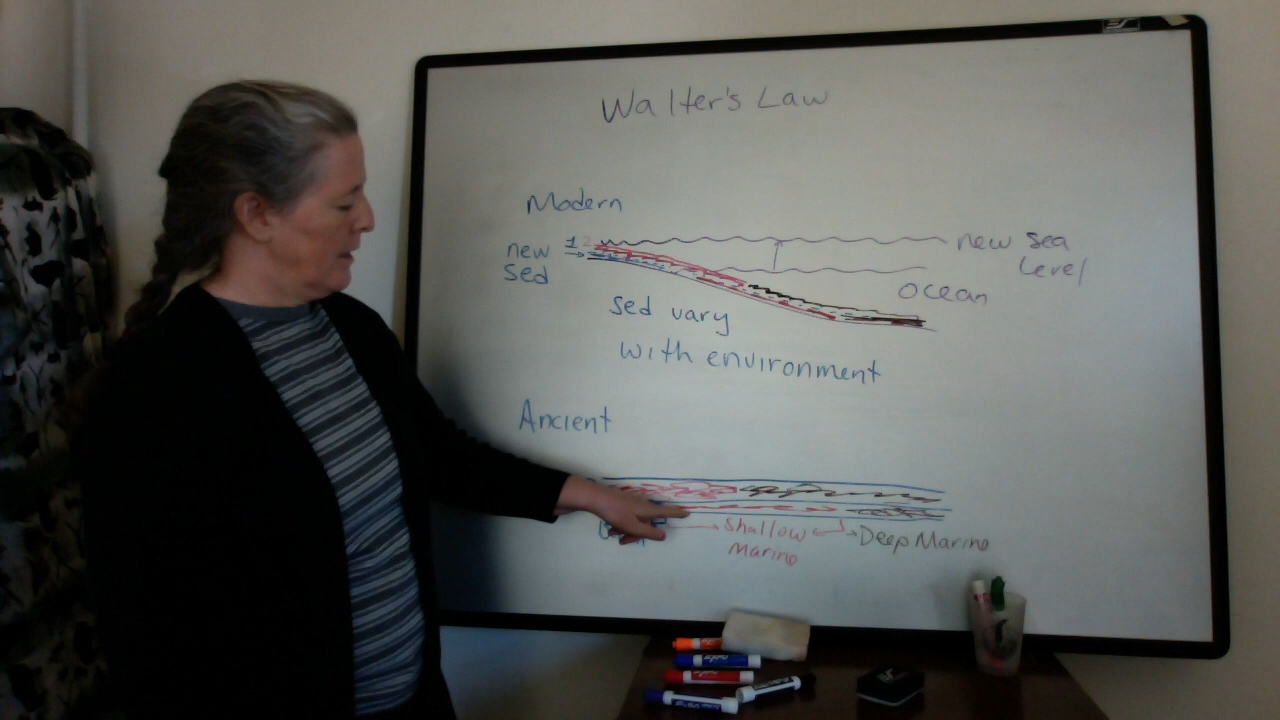 Walter's Law
Modern
1 2
new sea
level
new
sed
ocean
sed vary
with environment
Ancient
Shallow
Marine
Deep Marine